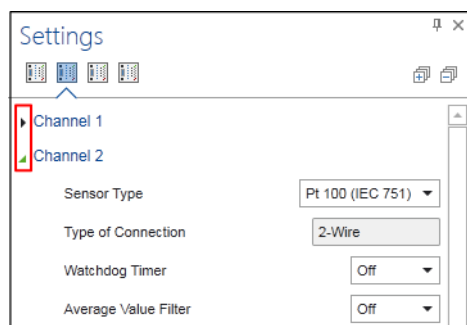 Settings
Channel 1
Channel 2
Sensor Type Pt 100 (IEC 751)
Type of Connection 2-Wire
Watchdog Timer Off
Average Value Filter Off